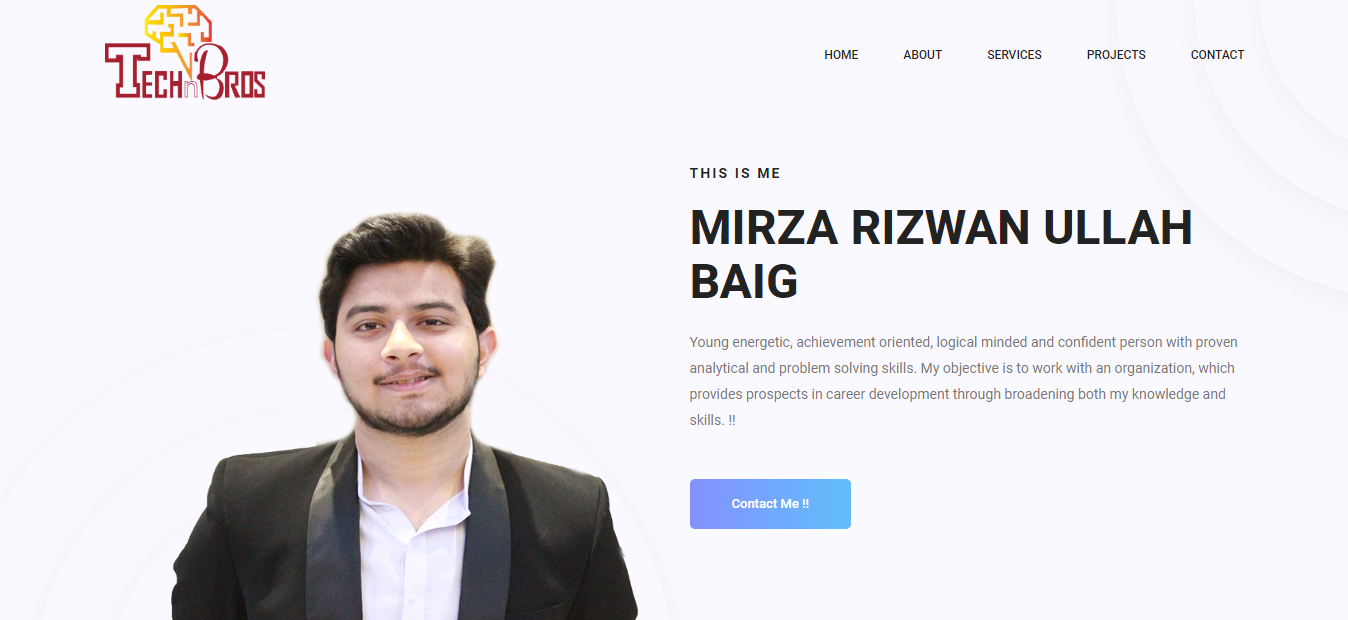 TECHnBROS
HOME ABOUT SERVICES PROJECTS CONTACT
THIS IS ME
MIRZA RIZWAN ULLAH
BAIG
Young energetic, achievement oriented, logical minded and confident person with proven
analytical and problem solving skills. My objective is to work with an organization, which
provides prospects in career development through broadening both my knowledge and
skills. !!
Contact Me !!